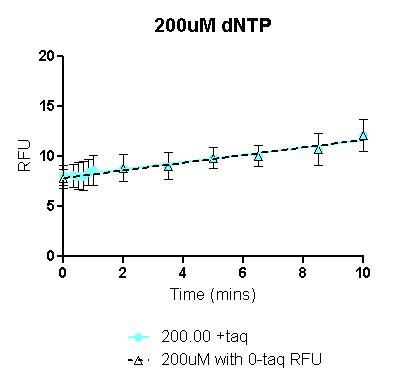 200uM dNTP
20
15
10
5
0
RFU
0 2 4 6 8 10
Time (mins)
200.00 +taq
200uM with 0-taq RFU